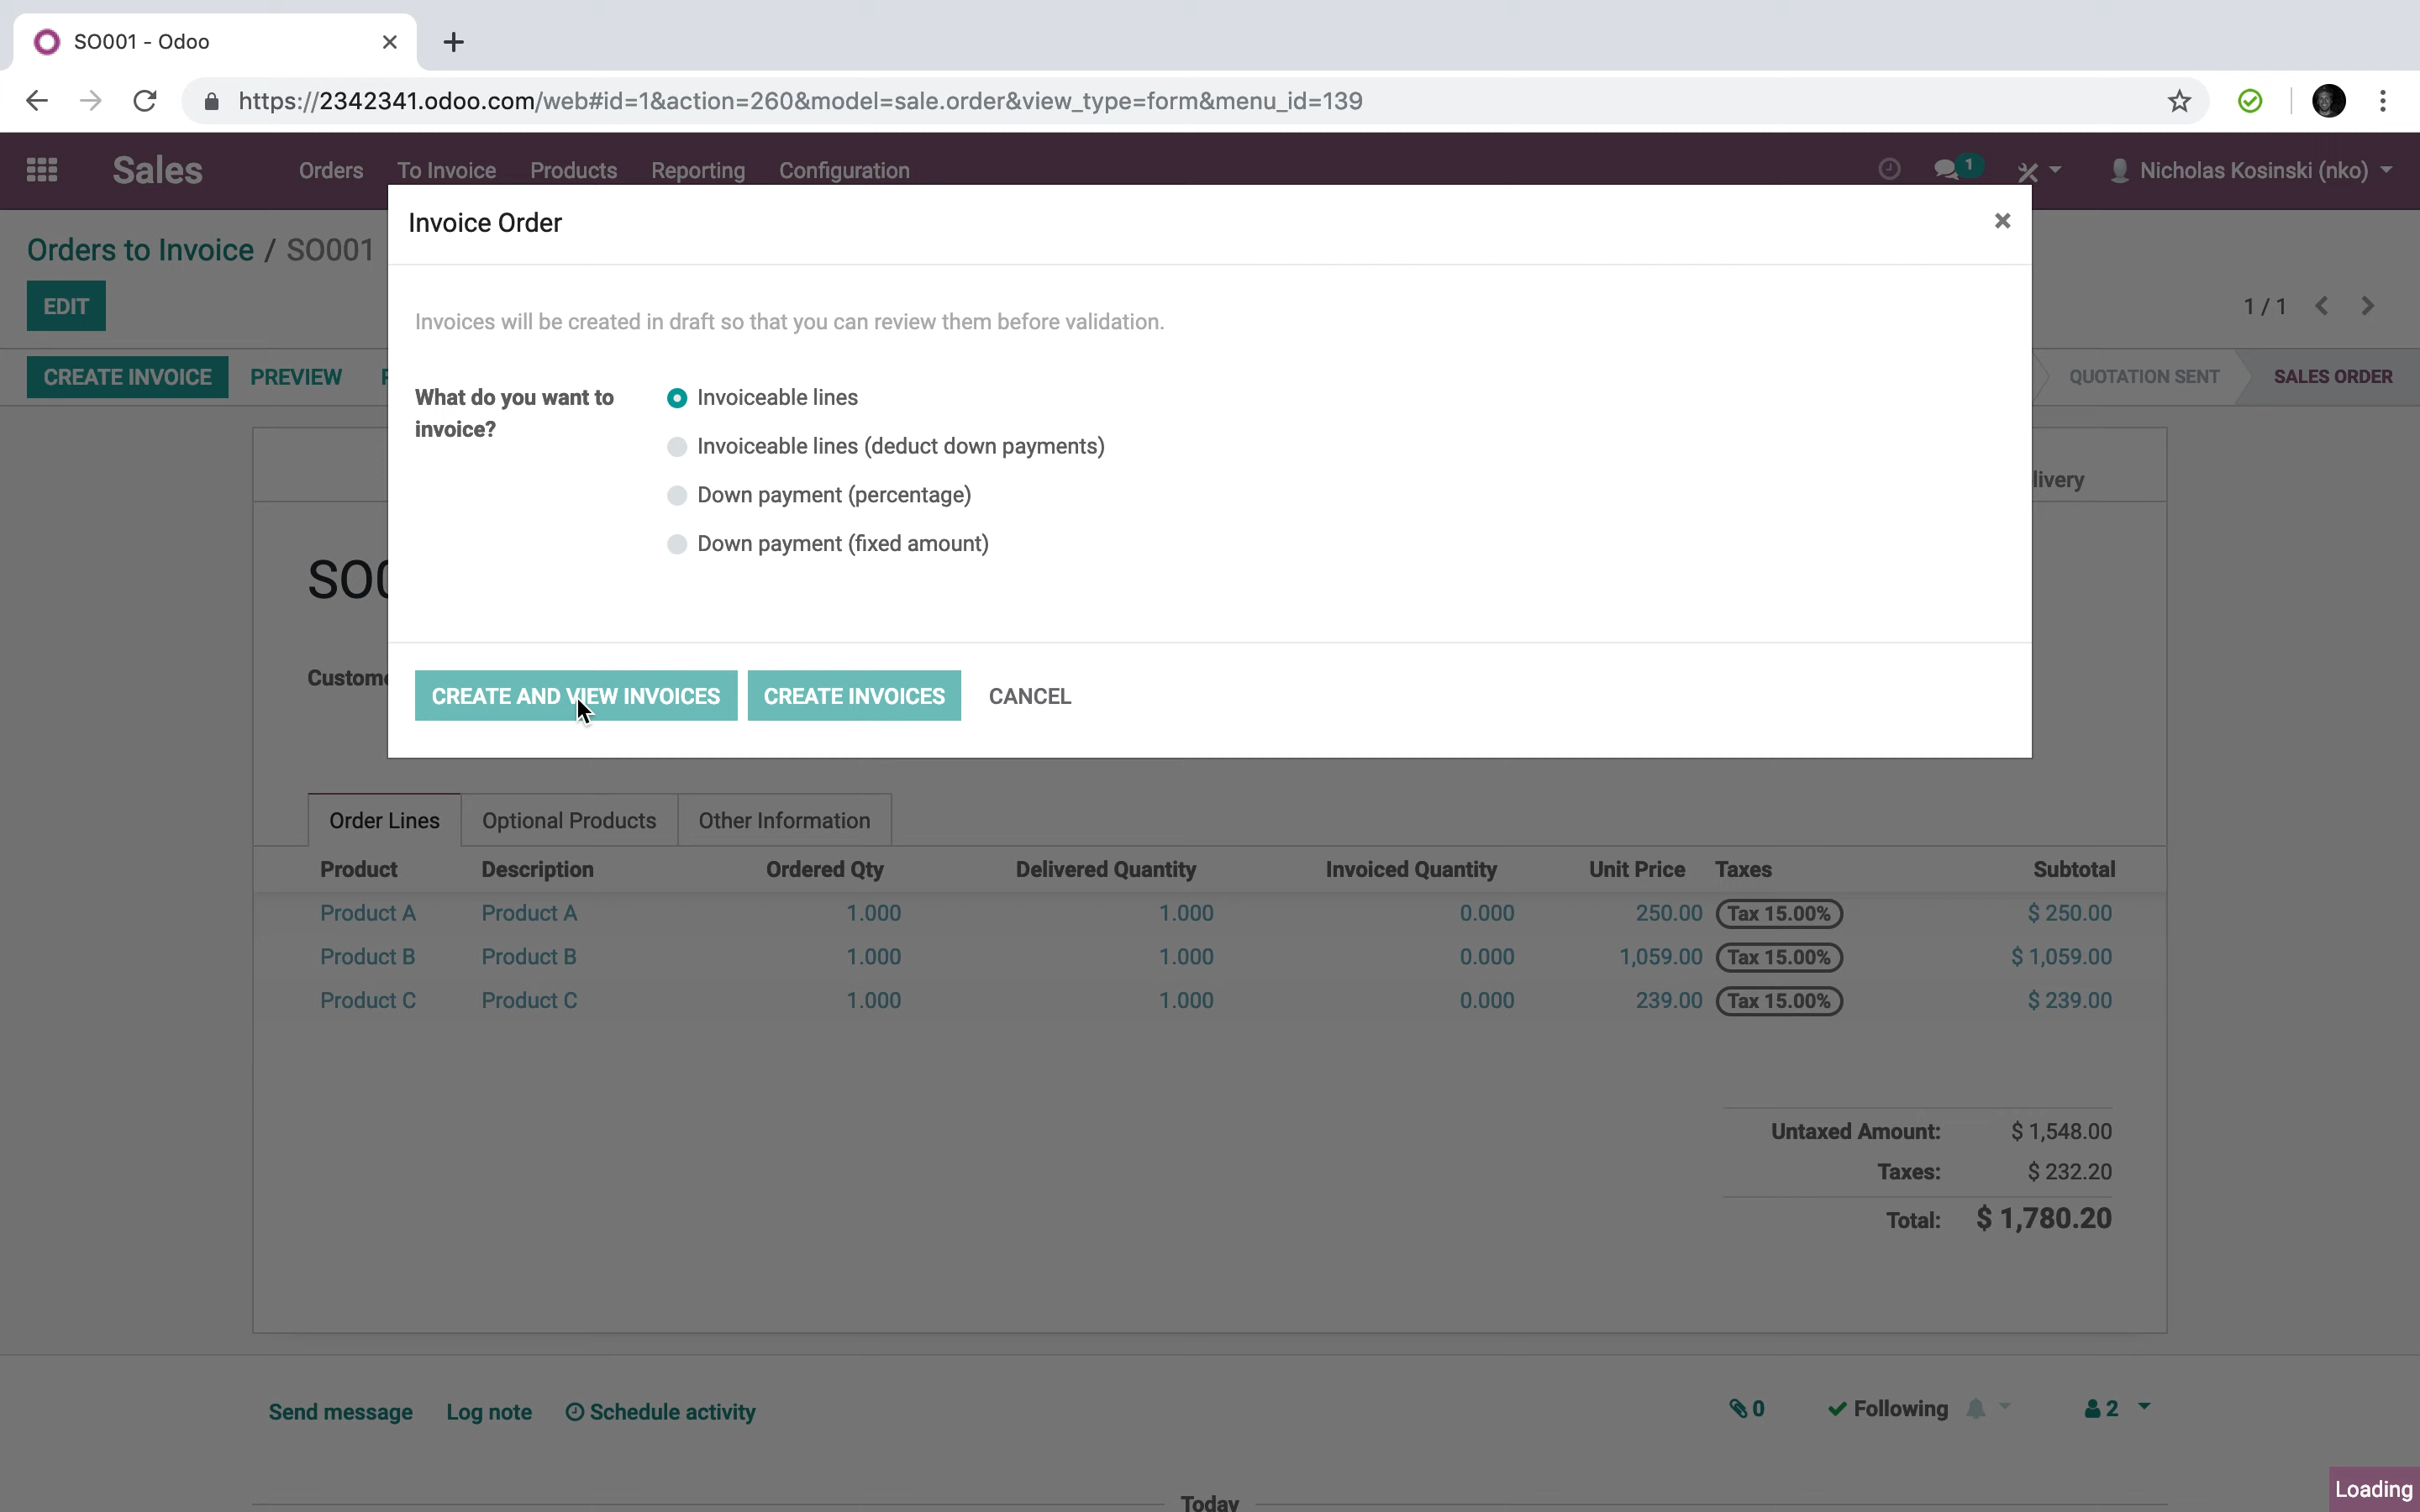 SO001 - Odoo
https://2342341.odoo.com/web#id=1&action=260&model=sale.order&view_type=form&menu_id=139
Sales Orders To Invoice Products Reporting Configuration 1 Nicholas Kosinski (nko)
Invoice Order
Orders to Invoice / SO001
EDIT
1 / 1
Invoices will be created in draft so that you can review them before validation.
CREATE INVOICE PREVIEW QUOTATION SENT SALES ORDER
What do you want to
invoice?
Invoiceable lines
Invoiceable lines (deduct down payments)
Down payment (percentage)
Down payment (fixed amount)
livery
SO0
Custome
CREATE AND VIEW INVOICES CREATE INVOICES CANCEL
Order Lines Optional Products Other Information
Product Description Ordered Qty Delivered Quantity Invoiced Quantity Unit Price Taxes Subtotal
Product A Product A 1.000 1.000 0.000 250.00 Tax 15.00% $ 250.00
Product B Product B 1.000 1.000 0.000 1,059.00 Tax 15.00% $ 1,059.00
Product C Product C 1.000 1.000 0.000 239.00 Tax 15.00% $ 239.00
Untaxed Amount: $ 1,548.00
Taxes: $ 232.20
Total: $ 1,780.20
Send message Log note Schedule activity 0 Following 2
Loading
Today